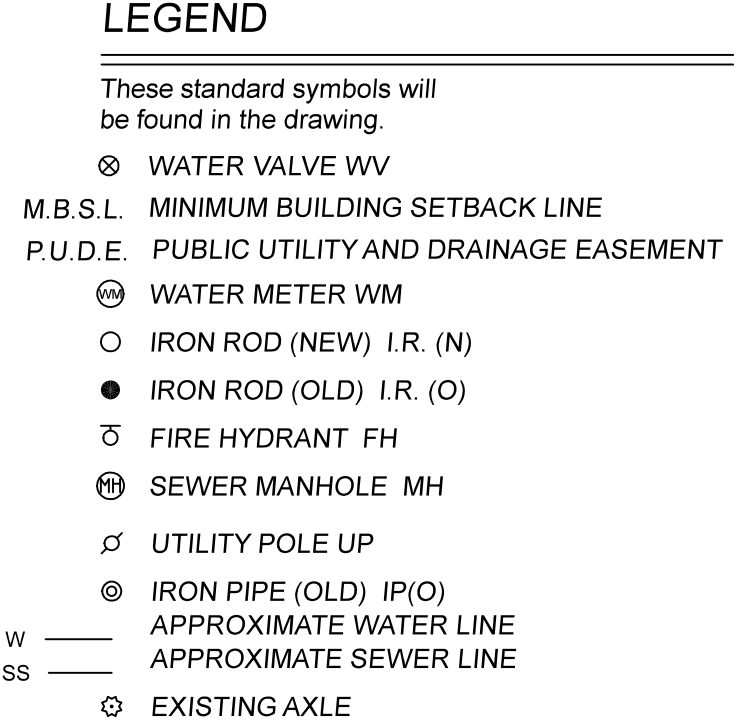 LEGEND
These standard symbols will
be found in the drawing.
WATER VALVE WV
M.B.S.L. MINIMUM BUILDING SETBACK LINE
P.U.D.E. PUBLIC UTILITY AND DRAINAGE EASEMENT
WM WATER METER WM
IRON ROD (NEW) I.R. (N)
IRON ROD (OLD) I.R. (O)
FIRE HYDRANT FH
MH SEWER MANHOLE MH
UTILITY POLE UP
IRON PIPE (OLD) IP(O)
W APPROXIMATE WATER LINE
SS APPROXIMATE SEWER LINE
EXISTING AXLE